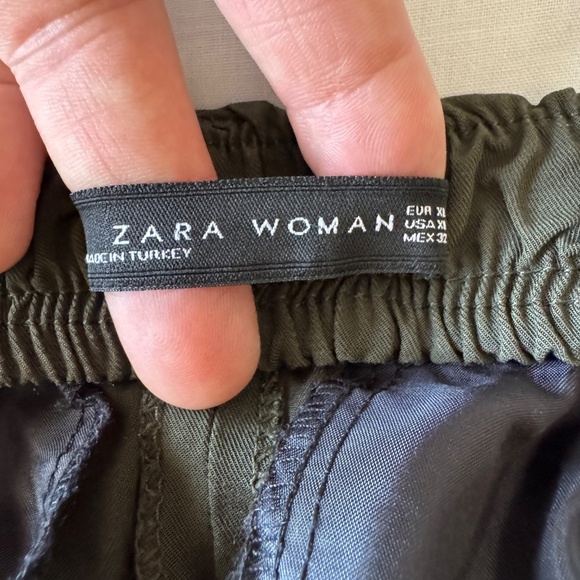 ZARA WOMAN
MADE IN TURKEY
EUR XL
USA XL
MEX 32